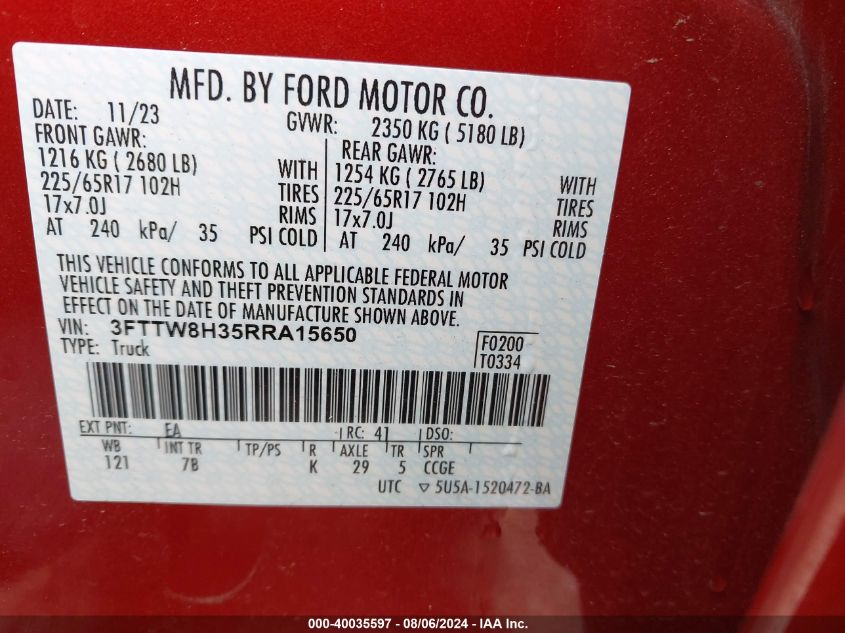 MFD. BY FORD MOTOR CO.
DATE: 11/23 GVWR: 2350 KG ( 5180 LB)
FRONT GAWR: REAR GAWR:
1216 KG ( 2680 LB) WITH 1254 KG ( 2765 LB) WITH
225/65R17 102H TIRES 225/65R17 102H TIRES
17x7.0J RIMS 17x7.0J RIMS
AT 240 kPa/ 35 PSI COLD AT 240 kPa/ 35 PSI COLD
THIS VEHICLE CONFORMS TO ALL APPLICABLE FEDERAL MOTOR
VEHICLE SAFETY AND THEFT PREVENTION STANDARDS IN
EFFECT ON THE DATE OF MANUFACTURE SHOWN ABOVE.
VIN: 3FTTW8H35RRA15650 F0200
TYPE: Truck T0334
EXT PNT: EA RC: 41 DSO:
WB INT TR TP/PS R AXLE TR SPR
121 7B K 29 5 CCGE
UTC ▽ 5U5A-1520472-BA
000-40035597 - 08/06/2024 - IAA Inc.